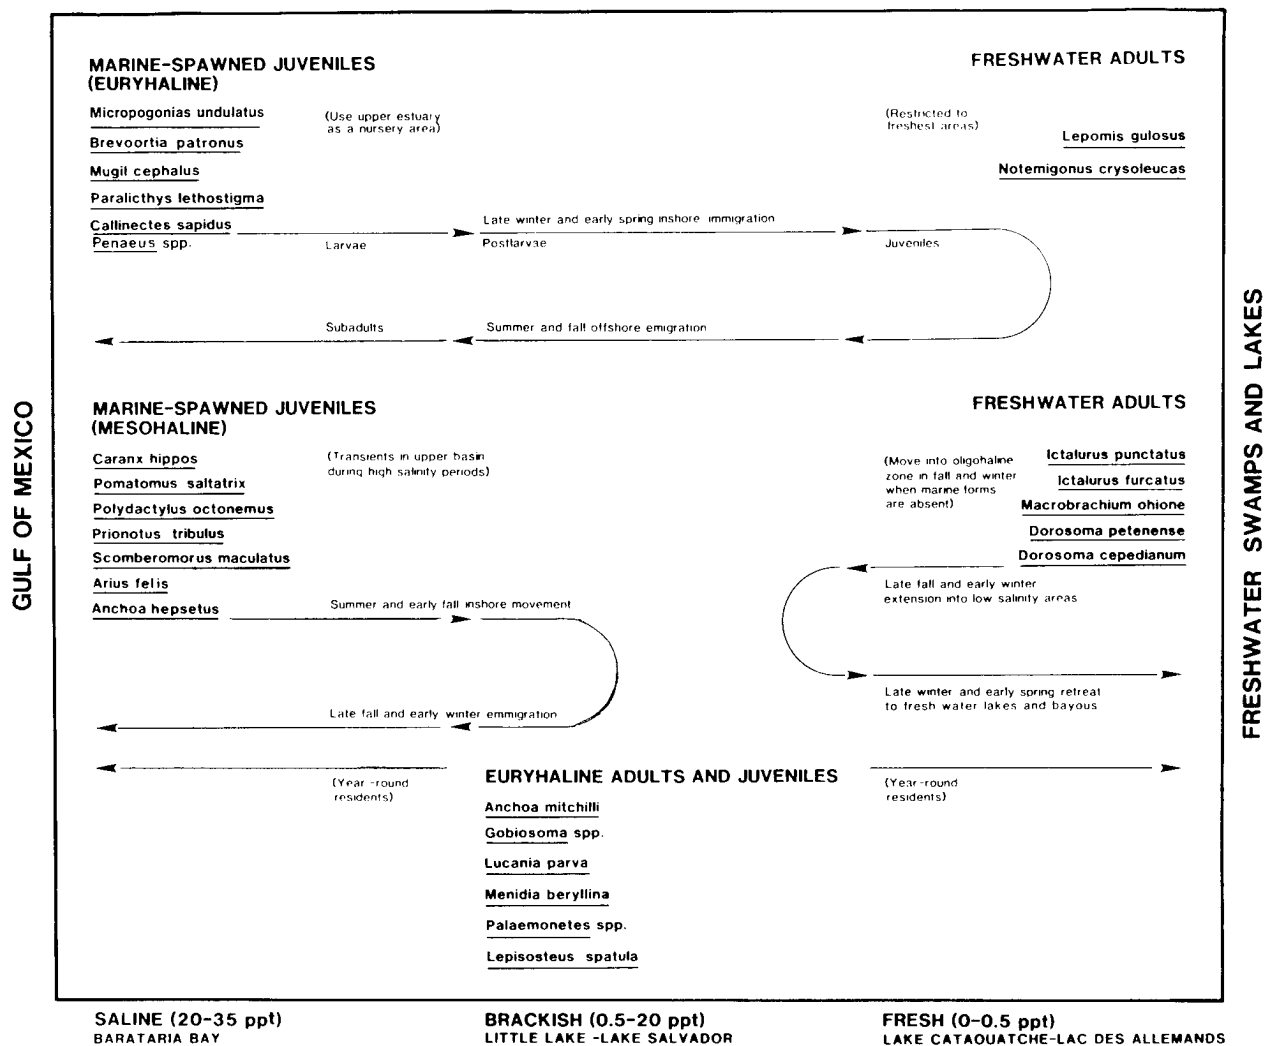 MARINE-SPAWNED JUVENILES
(EURYHALINE)
Micropogonias undulatus
Brevoortia patronus
Mugil cephalus
Paralicthys lethostigma
Callinectes sapidus
Penaeus spp.
(Use upper estuary
as a nursery area)
FRESHWATER ADULTS
(Restricted to
freshest areas)
Lepomis gulosus
Notemigonus crysoleucas
Late winter and early spring inshore immigration
Larvae
Postlarvae
Juveniles
Subadults
Summer and fall offshore emigration
MARINE-SPAWNED JUVENILES
(MESOHALINE)
Caranx hippos
Pomatomus saltatrix
Polydactylus octonemus
Prionotus tribulus
Scomberomorus maculatus
Arius felis
Anchoa hepsetus
(Transients in upper basin
during high salinity periods)
Summer and early fall inshore movement
Late fall and early winter emmigration
FRESHWATER ADULTS
(Move into oligohaline
zone in fall and winter
when marine forms
are absent)
Ictalurus punctatus
Ictalurus furcatus
Macrobrachium ohione
Dorosoma petenense
Dorosoma cepedianum
Late fall and early winter
extension into low salinity areas
Late winter and early spring retreat
to fresh water lakes and bayous
(Year-round
residents)
EURYHALINE ADULTS AND JUVENILES
Anchoa mitchilli
Gobiosoma spp.
Lucania parva
Menidia beryllina
Palaemonetes spp.
Lepisosteus spatula
(Year-round
residents)
GULF OF MEXICO
FRESHWATER SWAMPS AND LAKES
SALINE (20-35 ppt)
BARATARIA BAY
BRACKISH (0.5-20 ppt)
LITTLE LAKE -LAKE SALVADOR
FRESH (0-0.5 ppt)
LAKE CATAOUATCHE-LAC DES ALLEMANDS